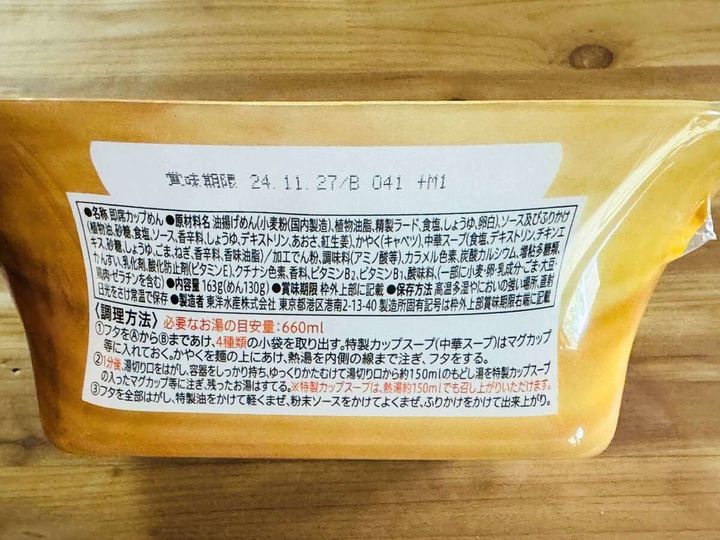 賞味期限 24.11.27/B 041 +M1
●名称 即席カップめん ●原材料名 油揚げめん(小麦粉(国内製造)、植物油脂、精製ラード、食塩、しょうゆ、卵白)、ソース及びふりかけ
(植物油、砂糖、食塩、ソース、香辛料、しょうゆ、デキストリン、あおさ、紅生姜)、かやく(キャベツ)、中華スープ(食塩、デキストリン、チキンエ
キス、砂糖、しょうゆ、ごま、ねぎ、香辛料、香味油脂)/加工でん粉、調味料(アミノ酸等)、カラメル色素、炭酸カルシウム、増粘多糖類、
かんすい、乳化剤、酸化防止剤(ビタミンE)、クチナシ色素、香料、ビタミンB₂、ビタミンB₁、酸味料、(一部に小麦・卵・乳成分・ごま・大豆・
鶏肉・ゼラチンを含む) ●内容量 163g(めん130g) ●賞味期限 枠外上部に記載 ●保存方法 高温多湿やにおいの強い場所、直射
日光をさけ常温で保存 ●製造者 東洋水産株式会社 東京都港区港南2-13-40 製造所固有記号は枠外上部賞味期限右端に記載
〈調理方法〉 必要なお湯の目安量:660ml
①フタをⒶからⒷまであけ、4種類の小袋を取り出す。特製カップスープ(中華スープ)はマグカップ
等に入れておく。かやくを麺の上にあけ、熱湯を内側の線まで注ぎ、フタをする。
②1分後、湯切り口をはがし、容器をしっかり持ち、ゆっくりかたむけて湯切り口から約150mlのもどし湯を特製カップスープ
の入ったマグカップ等に注ぎ、残ったお湯はすてる。※特製カップスープは、熱湯約150mlでも召し上がりいただけます。
③フタを全部はがし、特製油をかけて軽くまぜ、粉末ソースをかけてよくまぜ、ふりかけをかけて出来上がり。